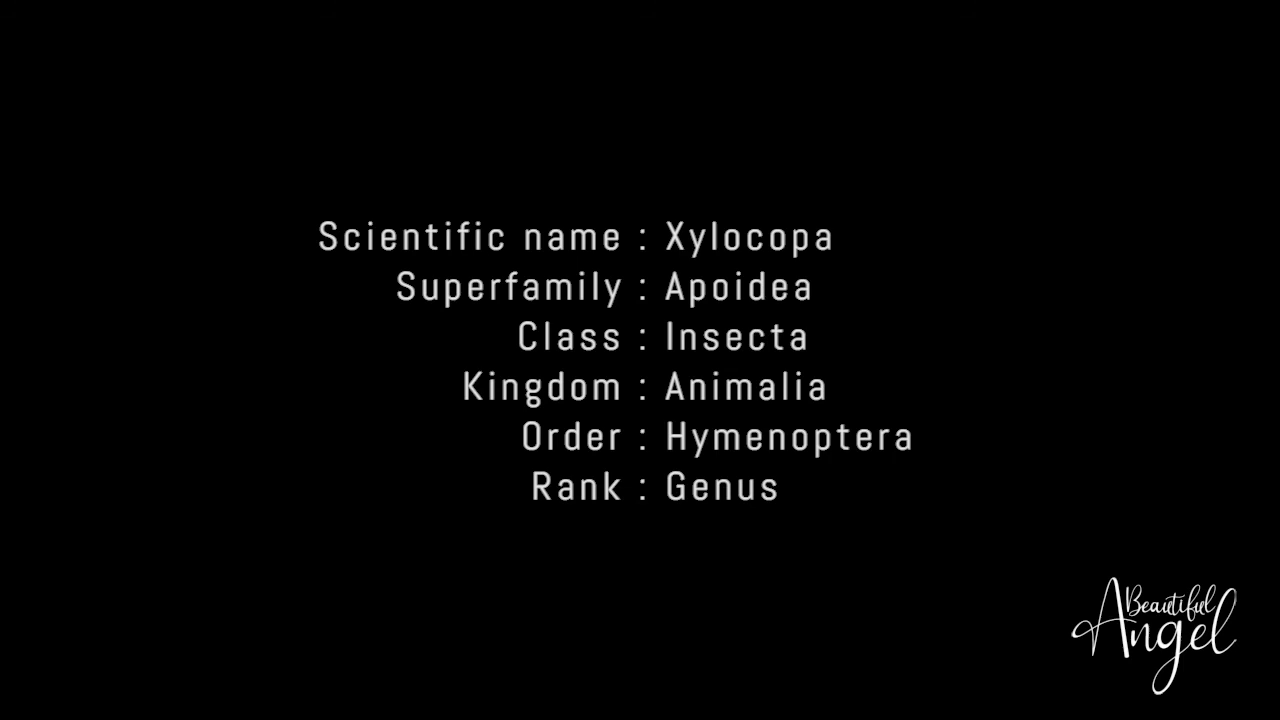 Scientific name : Xylocopa
Superfamily : Apoidea
Class : Insecta
Kingdom : Animalia
Order : Hymenoptera
Rank : Genus
Beautiful
Angel